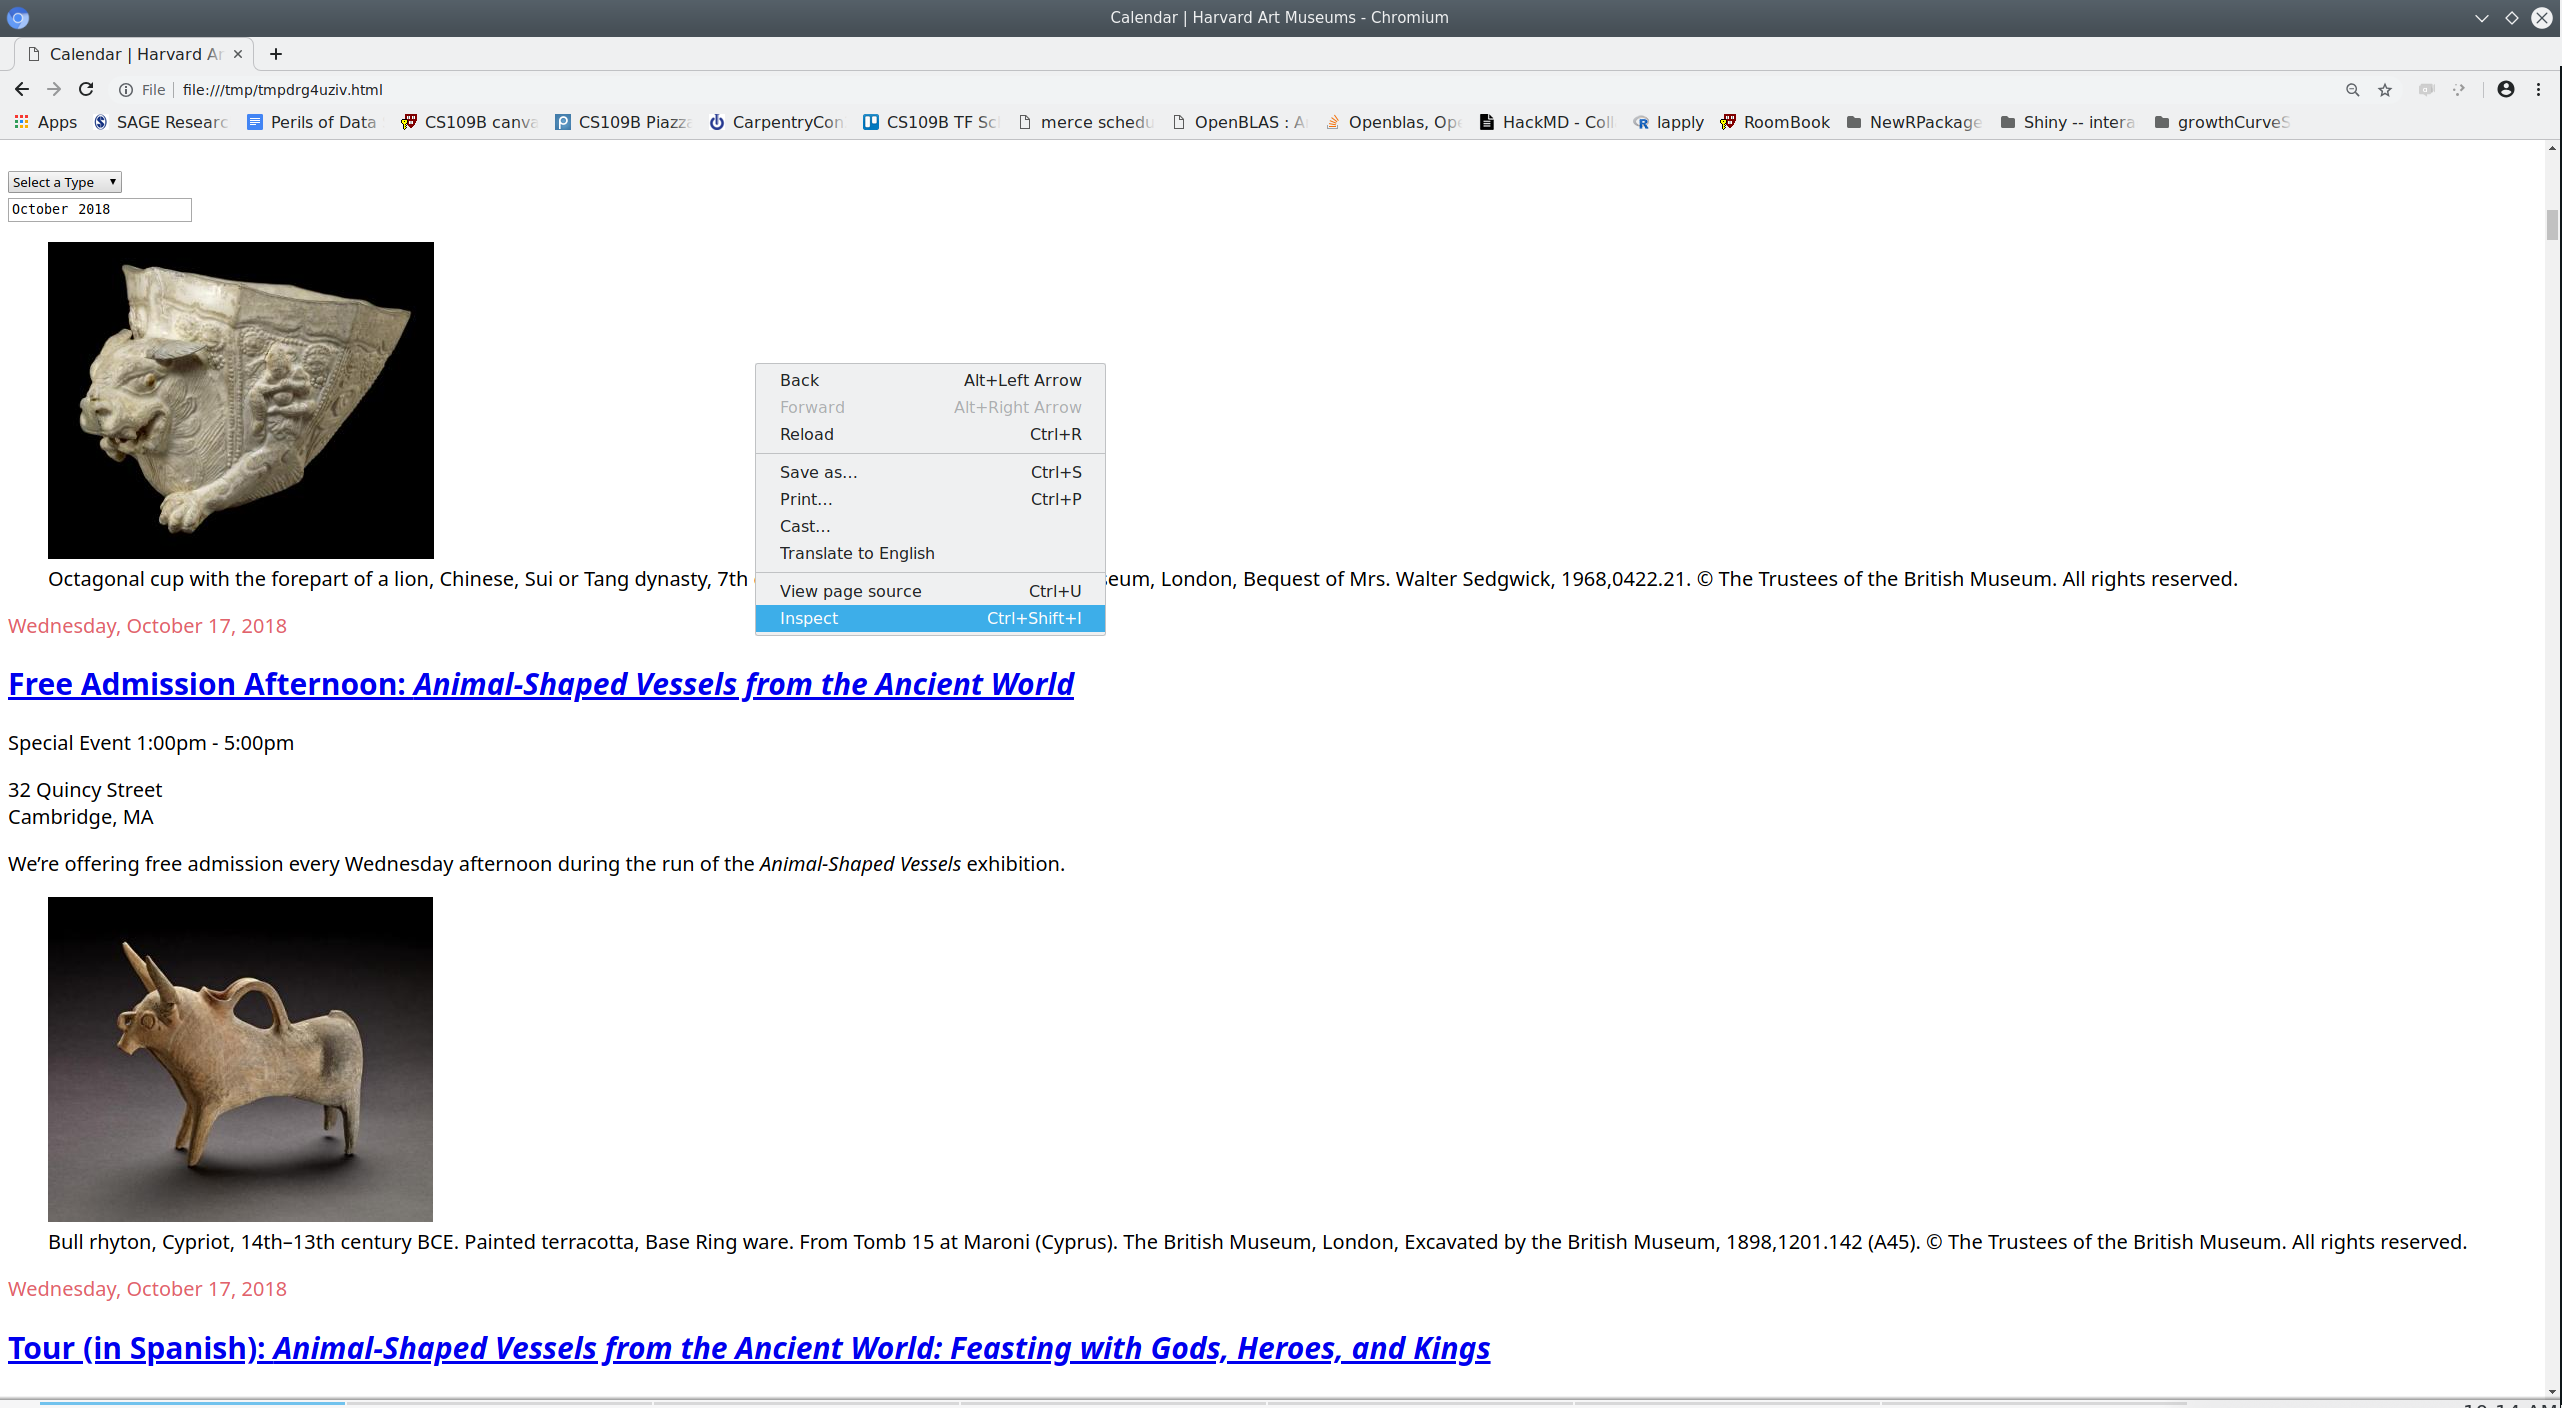 Calendar | Harvard Art Museums - Chromium
Calendar | Harvard Ar
File file:///tmp/tmpdrg4uziv.html
Apps SAGE Researc Perils of Data CS109B canva CS109B Piazza CarpentryCon CS109B TF Sc merce schedu OpenBLAS : A Openblas, Ope HackMD - Coll lapply RoomBook NewRPackage Shiny -- intera growthCurveS
Select a Type
October 2018
Back Alt+Left Arrow
Forward Alt+Right Arrow
Reload Ctrl+R
Save as... Ctrl+S
Print... Ctrl+P
Cast...
Translate to English
View page source Ctrl+U
Inspect Ctrl+Shift+I
Octagonal cup with the forepart of a lion, Chinese, Sui or Tang dynasty, 7th eum, London, Bequest of Mrs. Walter Sedgwick, 1968,0422.21. © The Trustees of the British Museum. All rights reserved.
Wednesday, October 17, 2018
Free Admission Afternoon: Animal-Shaped Vessels from the Ancient World
Special Event 1:00pm - 5:00pm
32 Quincy Street
Cambridge, MA
We’re offering free admission every Wednesday afternoon during the run of the Animal-Shaped Vessels exhibition.
Bull rhyton, Cypriot, 14th–13th century BCE. Painted terracotta, Base Ring ware. From Tomb 15 at Maroni (Cyprus). The British Museum, London, Excavated by the British Museum, 1898,1201.142 (A45). © The Trustees of the British Museum. All rights reserved.
Wednesday, October 17, 2018
Tour (in Spanish): Animal-Shaped Vessels from the Ancient World: Feasting with Gods, Heroes, and Kings